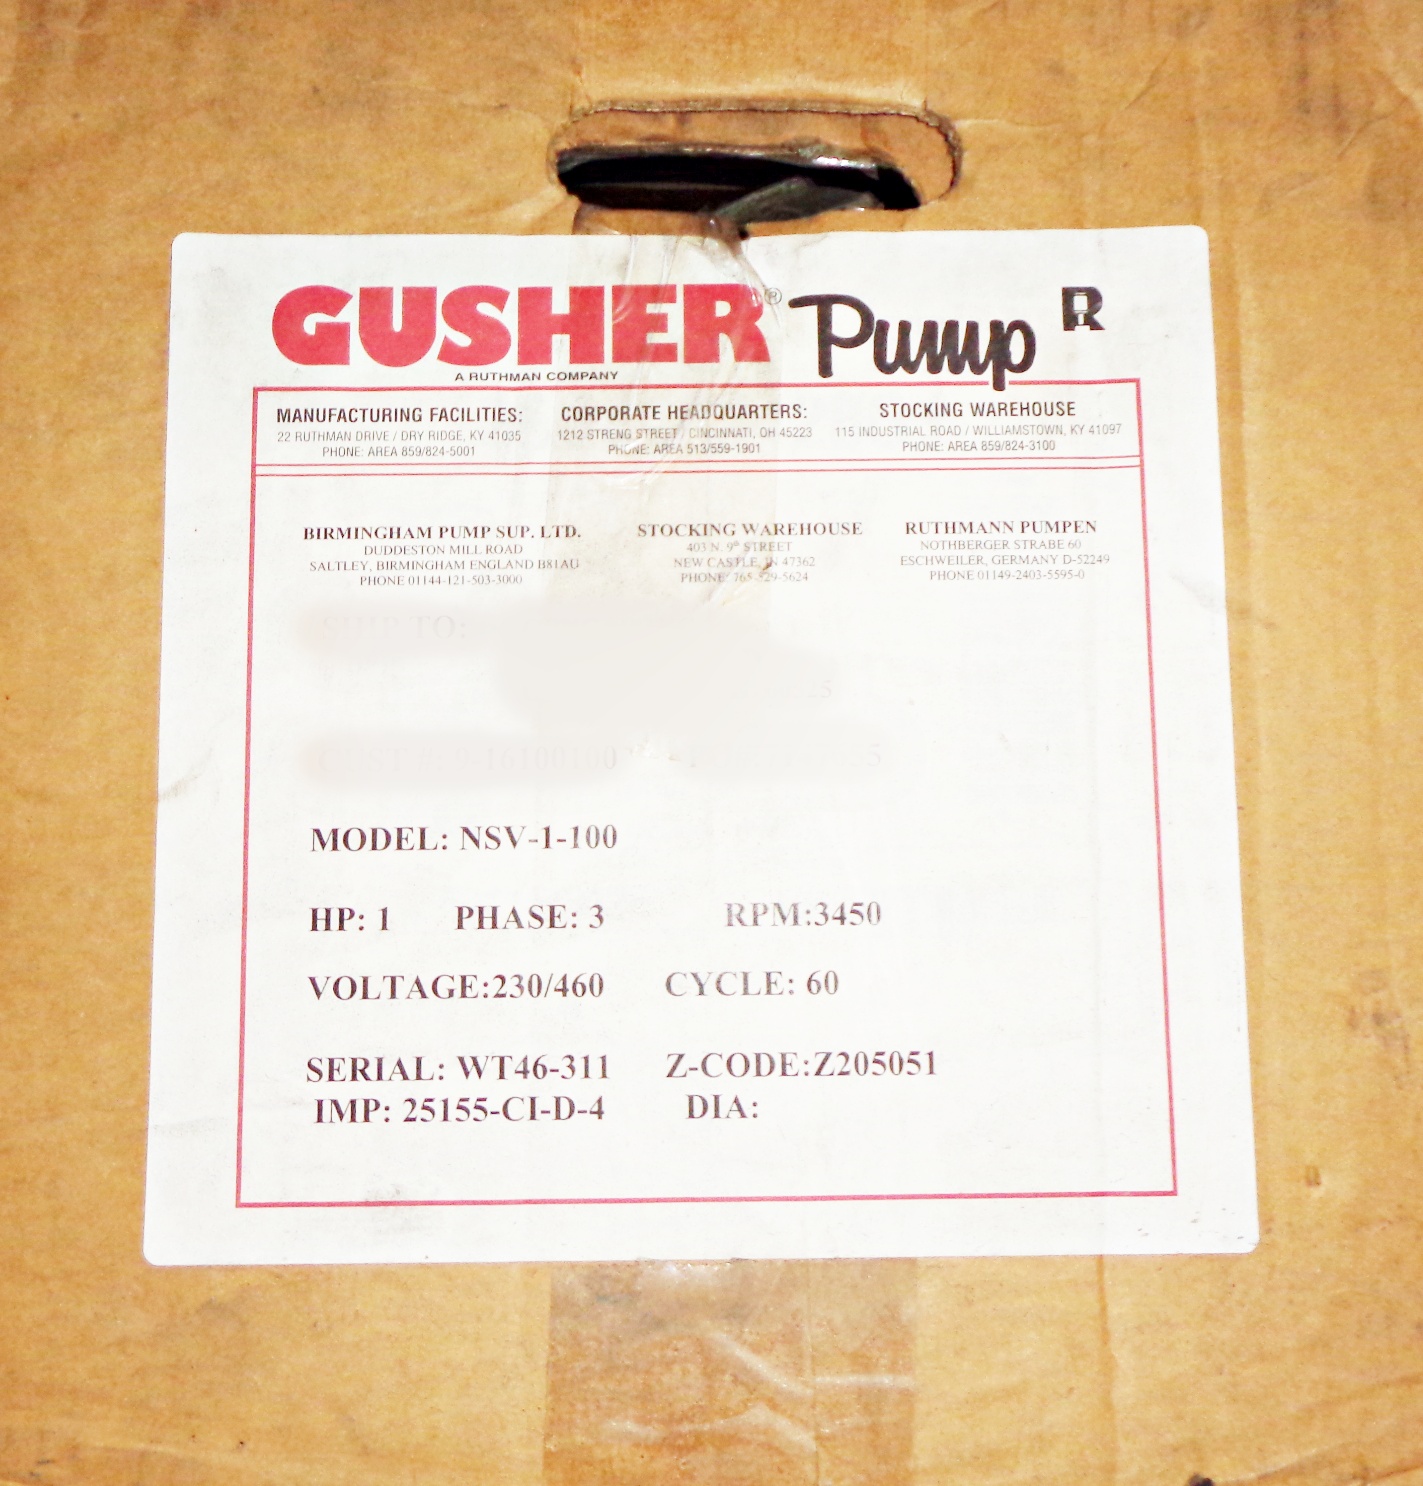 GUSHER® Pump R
A RUTHMAN COMPANY
MANUFACTURING FACILITIES:
22 RUTHMAN DRIVE / DRY RIDGE, KY 41035
PHONE: AREA 859/824-5001
CORPORATE HEADQUARTERS:
1212 STRENG STREET / CINCINNATI, OH 45223
PHONE: AREA 513/559-1901
STOCKING WAREHOUSE
115 INDUSTRIAL ROAD / WILLIAMSTOWN, KY 41097
PHONE: AREA 859/824-3100
BIRMINGHAM PUMP SUP. LTD.
DUDDESTON MILL ROAD
SALTLEY, BIRMINGHAM ENGLAND B81AU
PHONE 01144-121-503-3000
STOCKING WAREHOUSE
403 N. 9th STREET
NEW CASTLE, IN 47362
PHONE: 765-529-5624
RUTHMANN PUMPEN
NOTHBERGER STRABE 60
ESCHWEILER, GERMANY D-52249
PHONE 01149-2403-5595-0
SHIP TO:
MODEL: NSV-1-100
HP: 1 PHASE: 3 RPM:3450
VOLTAGE:230/460 CYCLE: 60
SERIAL: WT46-311 Z-CODE:Z205051
IMP: 25155-CI-D-4 DIA: